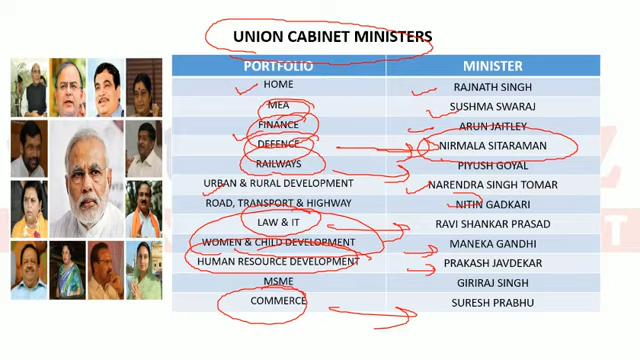 UNION CABINET MINISTERS
PORTFOLIO MINISTER
HOME RAJNATH SINGH
MEA SUSHMA SWARAJ
FINANCE ARUN JAITLEY
DEFENCE NIRMALA SITARAMAN
RAILWAYS PIYUSH GOYAL
URBAN & RURAL DEVELOPMENT NARENDRA SINGH TOMAR
ROAD, TRANSPORT & HIGHWAY NITIN GADKARI
LAW & IT RAVI SHANKAR PRASAD
WOMEN & CHILD DEVELOPMENT MANEKA GANDHI
HUMAN RESOURCE DEVELOPMENT PRAKASH JAVDEKAR
MSME GIRIRAJ SINGH
COMMERCE SURESH PRABHU